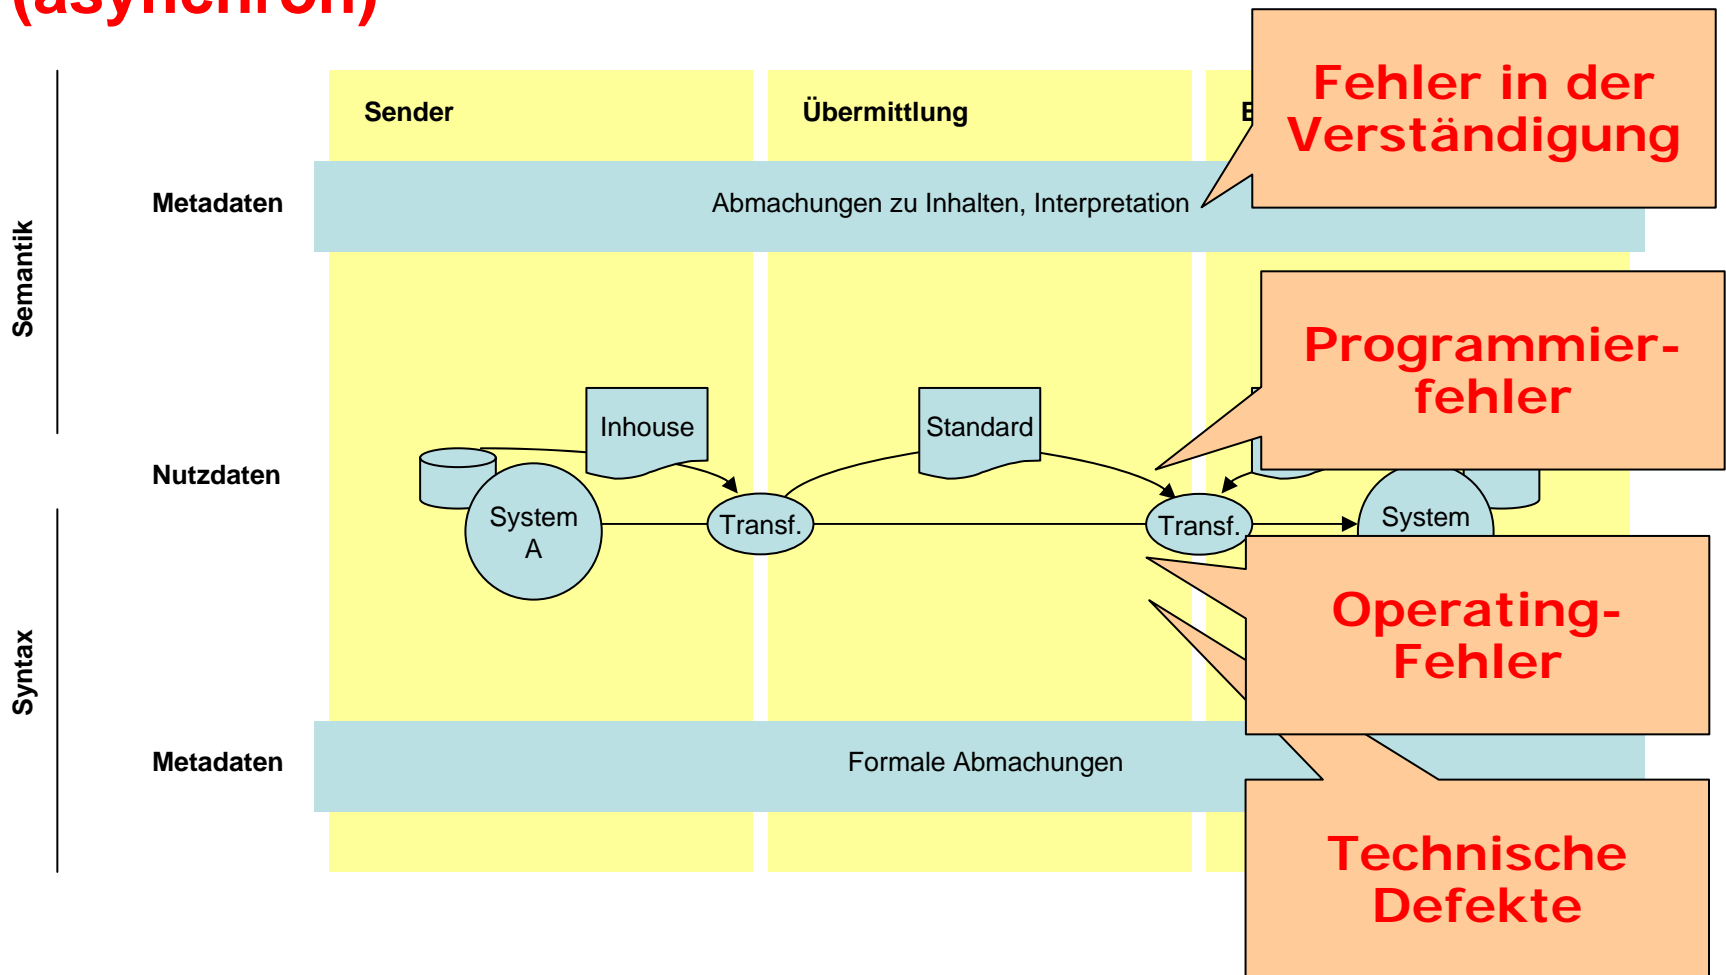 (asynchron)
Sender
Übermittlung
Fehler in der
Verständigung
Metadaten
Abmachungen zu Inhalten, Interpretation
Semantik
Programmier-
fehler
Inhouse
Standard
Nutzdaten
System
A
Transf.
Transf.
System
Operating-
Fehler
Syntax
Metadaten
Formale Abmachungen
Technische
Defekte